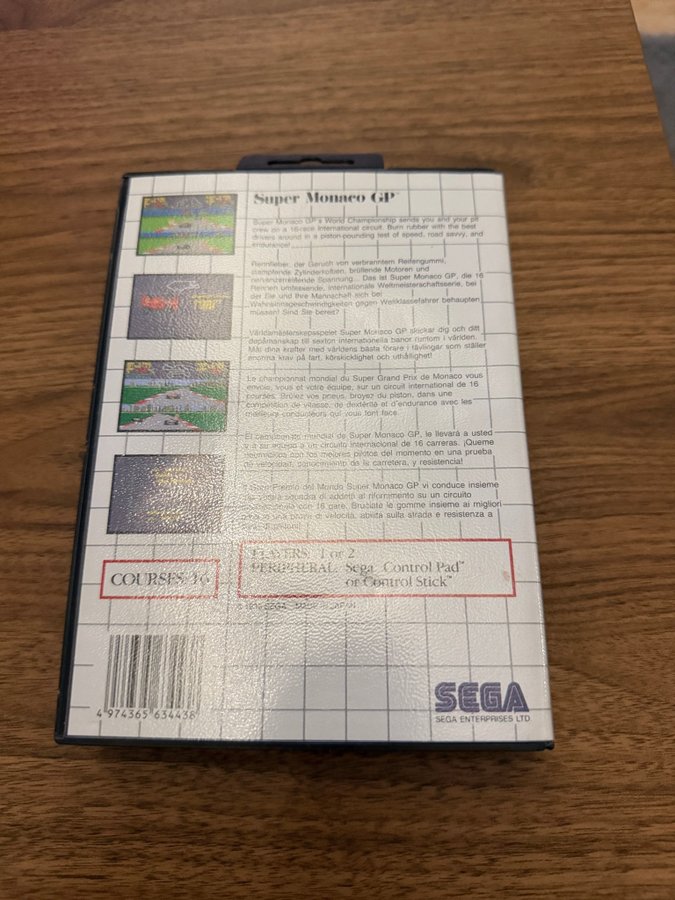 Super Monaco GP™
Super Monaco GP's World Championship sends you and your pit
crew on a 16-race International circuit. Burn rubber with the best
drivers around in a piston-pounding test of speed, road savvy, and
endurance!
Rennfieber, der Geruch von verbranntem Reifengummi,
dampfende Zylinderkolben, brüllende Motoren und
nervenzerreißende Spannung... Das ist Super Monaco GP, die 16
Rennen umfassende, internationale Weltmeisterschaftsserie, bei
der Sie und Ihre Mannschaft sich bei
Wahnsinnsgeschwindigkeiten gegen Weltklassefahrer behaupten
müssen! Sind Sie bereit?
Världsmästerskapsspelet Super Monaco GP skickar dig och ditt
depåmanskap till sexton internationella banor runtom i världen.
Mät dina krafter med världens bästa förare i tävlingar som ställer
enorma krav på fart, körskicklighet och uthållighet!
Le championnat mondial du Super Grand Prix de Monaco vous
envoie, vous et votre équipe, sur un circuit international de 16
courses. Brûlez vos pneus, broyez du piston, dans une
compétition de vitesse, de dextérité et d'endurance avec les
meilleurs conducteurs qui vous font face.
El campeonato mundial de Super Monaco GP, le llevará a usted
y a su equipo a un circuito internacional de 16 carreras. ¡Queme
neumáticos con los mejores pilotos del momento en una prueba
de velocidad, conocimiento de la carretera, y resistencia!
Il Gran Premio del Mondo Super Monaco GP vi conduce insieme
squadra di addetti al rifornimento su un circuito
internazionale con 16 gare. Bruciate le gomme insieme ai migliori
velocità, abilità sulla strada e resistenza a
COURSES: 16
PLAYERS: 1 or 2
PERIPHERAL: Sega Control Pad™
or Control Stick™
SEGA MADE IN JAPAN
4 974365 634438
SEGA
SEGA ENTERPRISES LTD